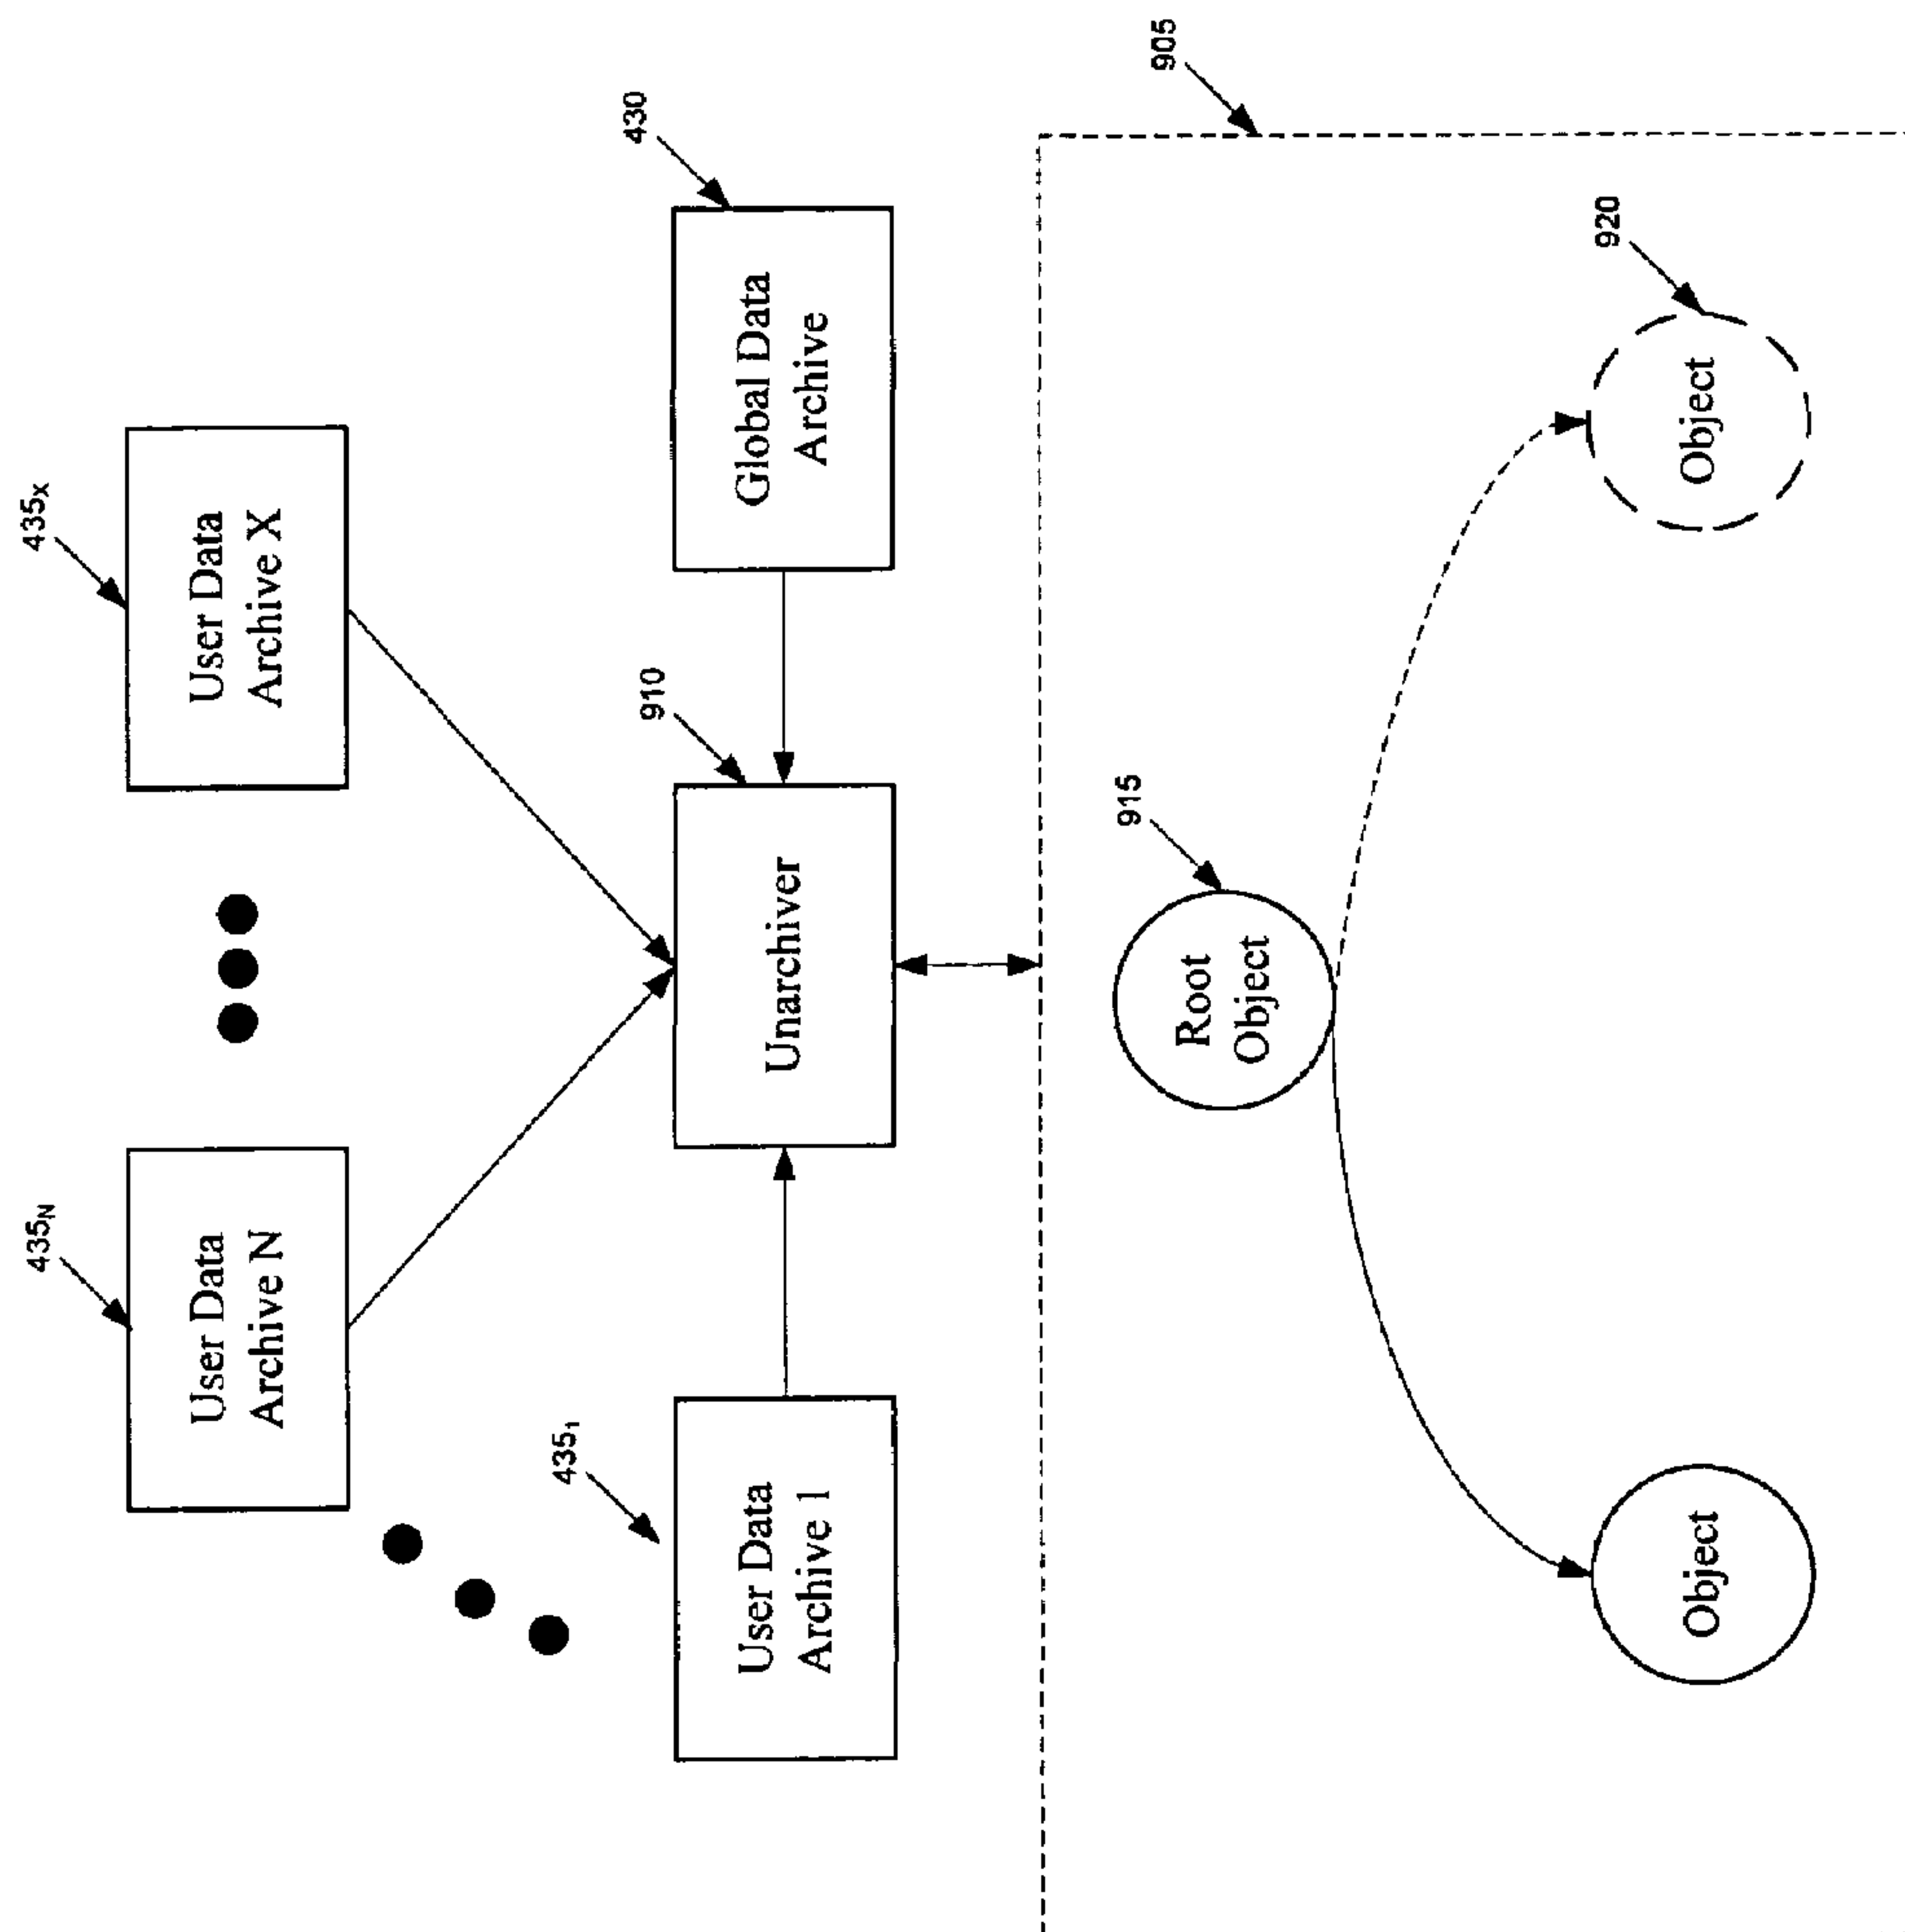 435N
435X
User Data
Archive N
User Data
Archive X
435₁
910
430
User Data
Archive 1
Unarchiver
Global Data
Archive
915
905
Root
Object
920
Object
Object